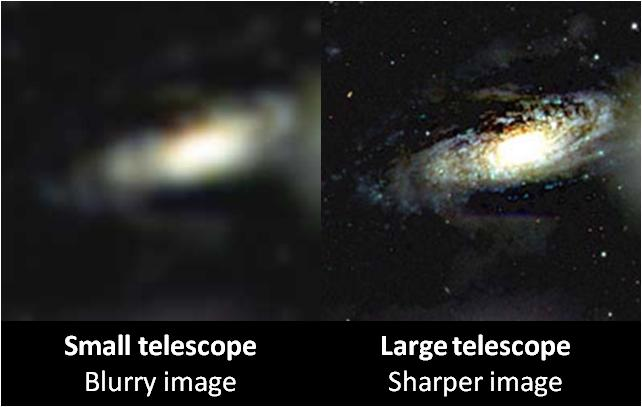 Small telescope
Blurry image
Large telescope
Sharper image